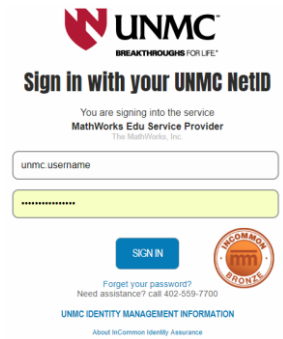 UNMC
BREAKTHROUGHS FOR LIFE.
Sign in with your UNMC NetID
You are signing into the service
MathWorks Edu Service Provider
The MathWorks, Inc.
unmc.username
••••••••••••••••
SIGN IN
INCOMMON
BRONZE
Forget your password?
Need assistance? call 402-559-7700
UNMC IDENTITY MANAGEMENT INFORMATION
About InCommon Identity Assurance